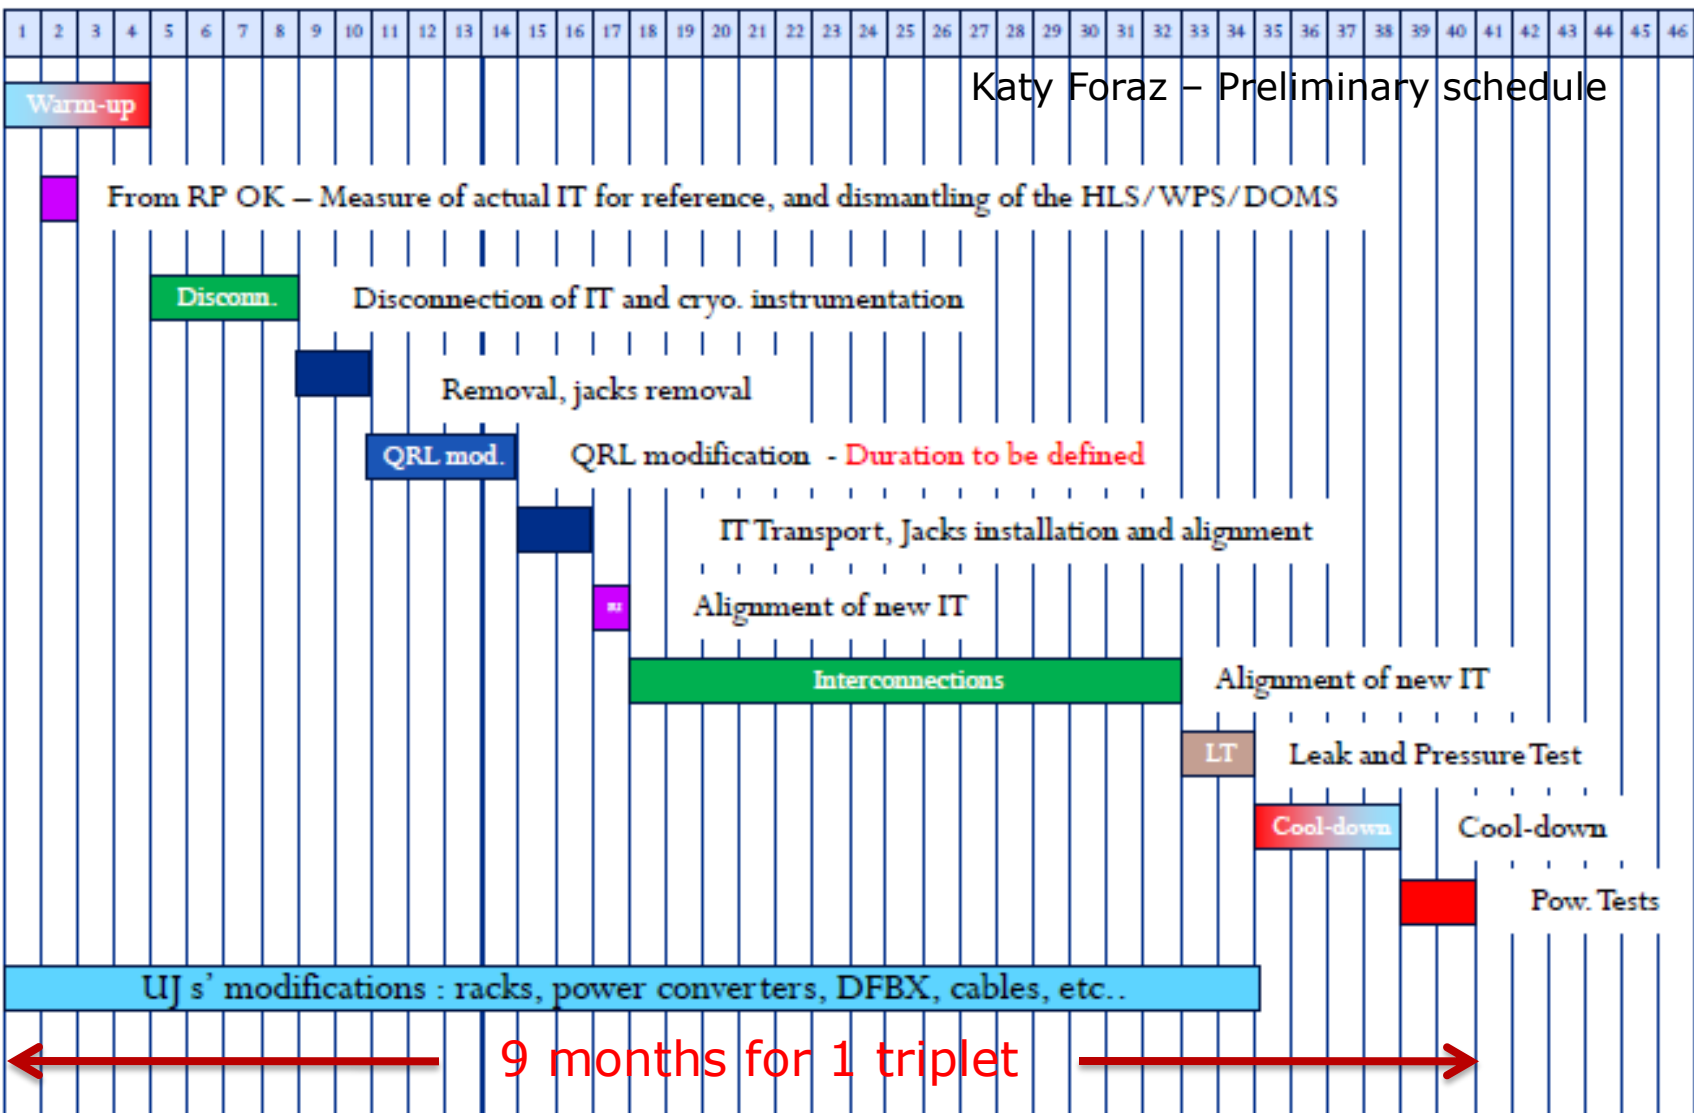 1 2 3 4 5 6 7 8 9 10 11 12 13 14 15 16 17 18 19 20 21 22 23 24 25 26 27 28 29 30 31 32 33 34 35 36 37 38 39 40 41 42 43 44 45 46
Katy Foraz – Preliminary schedule
Warm-up
From RP OK – Measure of actual IT for reference, and dismantling of the HLS/WPS/DOMS
Disconn. Disconnection of IT and cryo. instrumentation
Removal, jacks removal
QRL mod. QRL modification - Duration to be defined
IT Transport, Jacks installation and alignment
Alignment of new IT
Interconnections Alignment of new IT
LT Leak and Pressure Test
Cool-down Cool-down
Pow. Tests
UJ s’ modifications : racks, power converters, DFBX, cables, etc..
9 months for 1 triplet